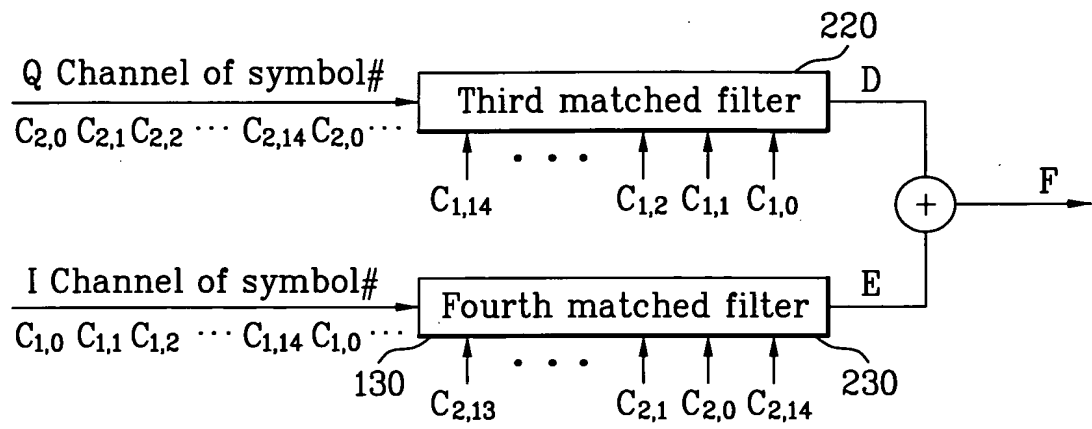 220
Q Channel of symbol#
Third matched filter
D
C2,0 C2,1 C2,2 ··· C2,14 C2,0 ···
• • •
C1,14 C1,2 C1,1 C1,0
+
F
I Channel of symbol#
Fourth matched filter
E
C1,0 C1,1 C1,2 ··· C1,14 C1,0 ···
130
• • •
230
C2,13 C2,1 C2,0 C2,14